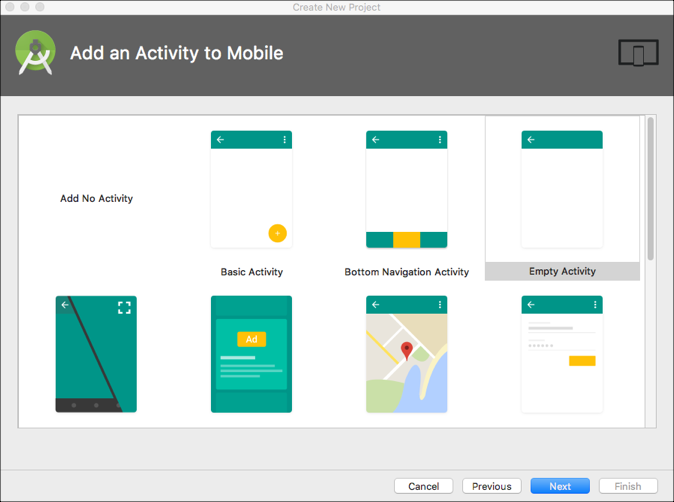 Create New Project
Add an Activity to Mobile
Add No Activity
Basic Activity
Bottom Navigation Activity
Empty Activity
Ad
Cancel
Previous
Next
Finish